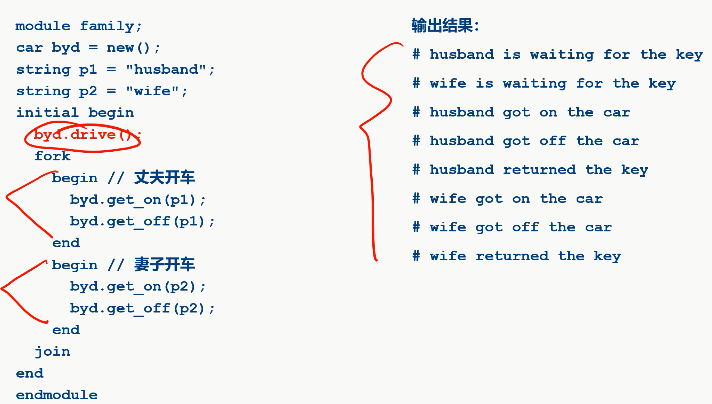 module family;
car byd = new();
string p1 = "husband";
string p2 = "wife";
initial begin
byd.drive();
fork
begin // 丈夫开车
byd.get_on(p1);
byd.get_off(p1);
end
begin // 妻子开车
byd.get_on(p2);
byd.get_off(p2);
end
join
end
endmodule
输出结果：
# husband is waiting for the key
# wife is waiting for the key
# husband got on the car
# husband got off the car
# husband returned the key
# wife got on the car
# wife got off the car
# wife returned the key